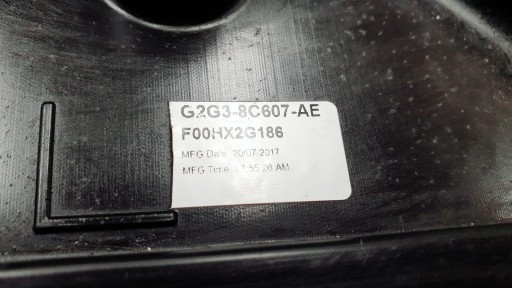 G2G3-8C607-AE
F00HX2G186
MFG Date: 20/07/2017
MFG Time: 55:26 AM